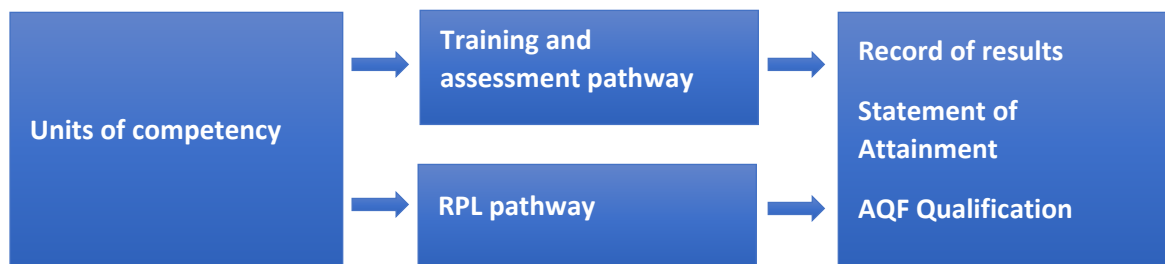 Units of competency
Training and
assessment pathway
RPL pathway
Record of results
Statement of
Attainment
AQF Qualification